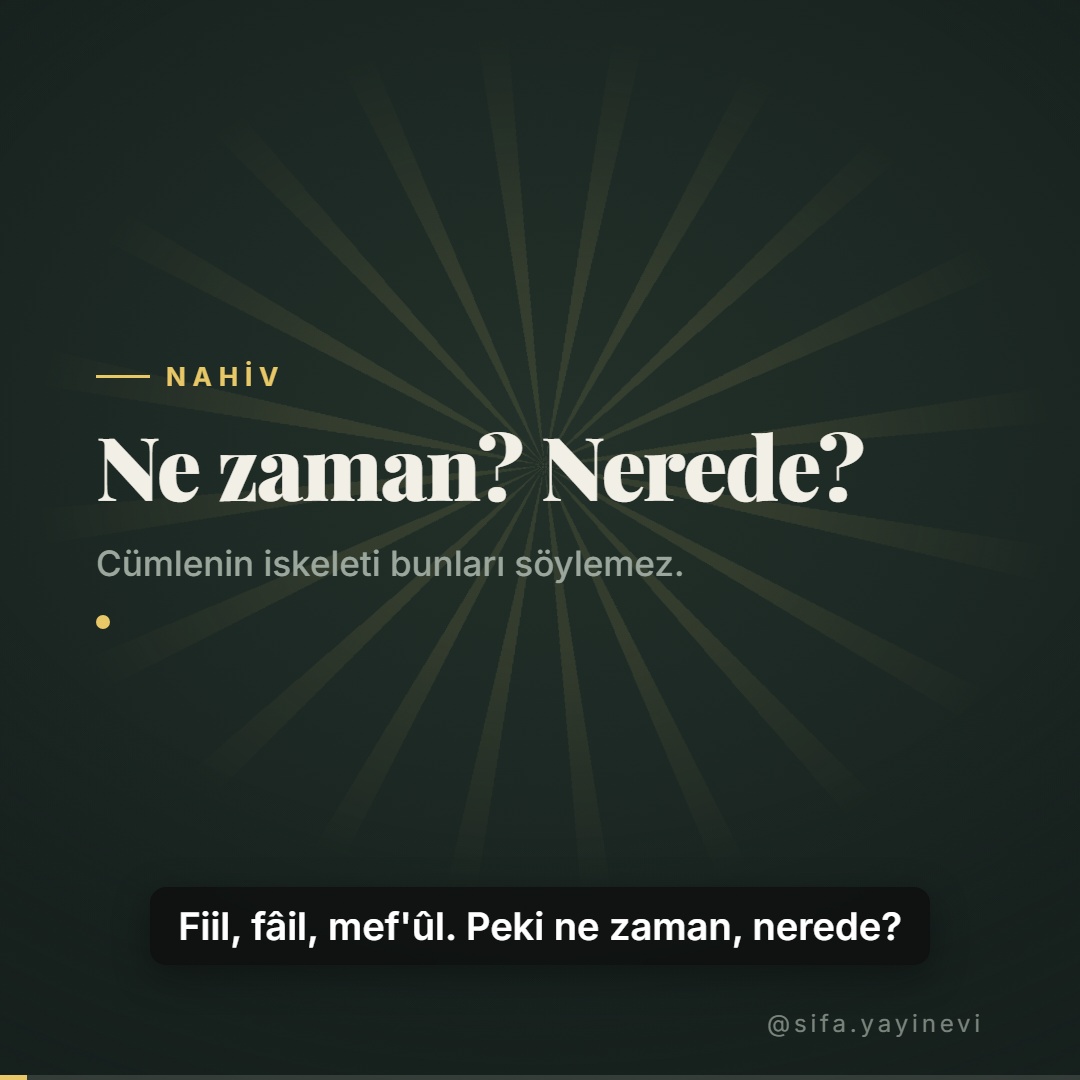 NAHİV
Ne zaman? Nerede?
Cümlenin iskeleti bunları söylemez.
Fiil, fâil, mef'ûl. Peki ne zaman, nerede?
@sifa.yayinevi